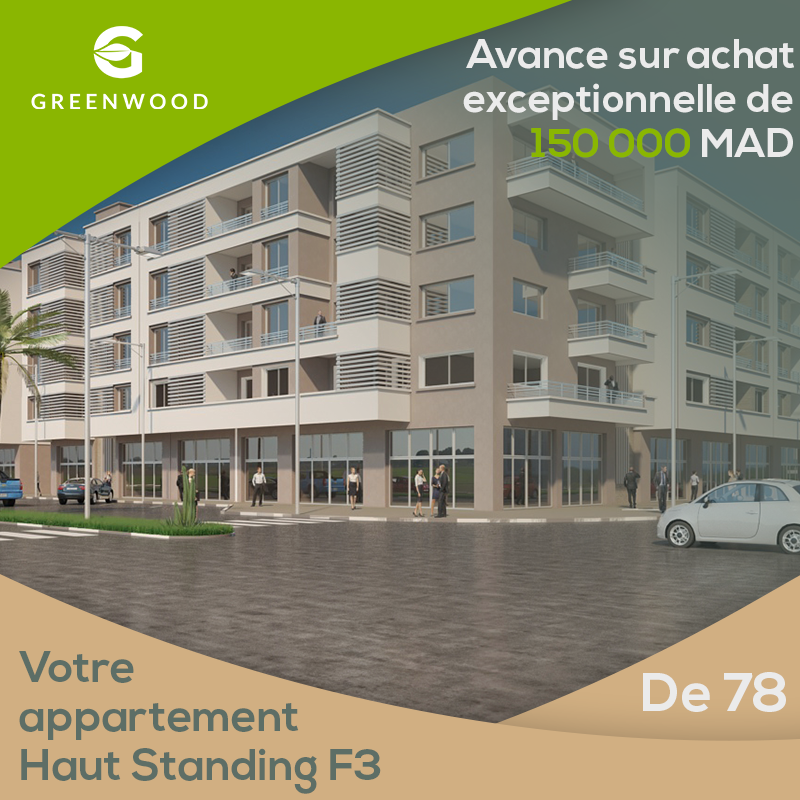 GREENWOOD
Avance sur achat
exceptionnelle de
150 000 MAD
Votre
appartement
Haut Standing F3
De 78